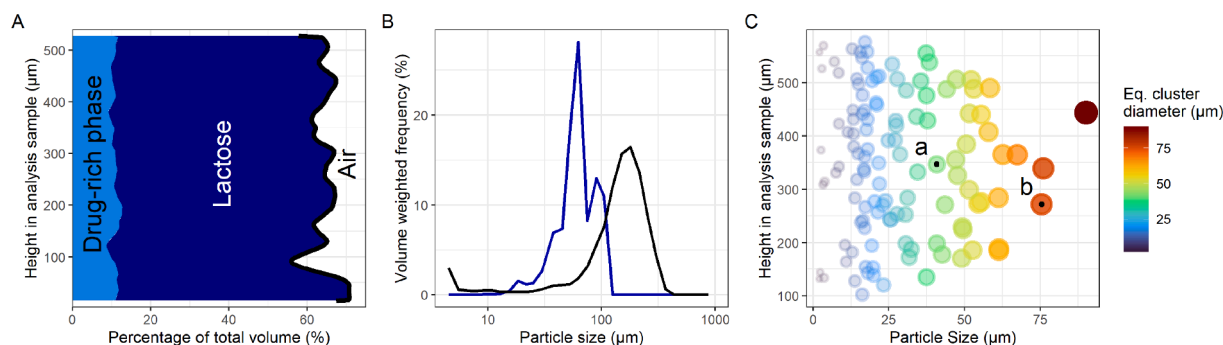 A
Height in analysis sample (µm)
500
400
300
200
100
Drug-rich phase
Lactose
Air
0
20
40
60
80
Percentage of total volume (%)
B
Volume weighted frequency (%)
20
10
0
10
100
1000
Particle size (µm)
C
Height in analysis sample (µm)
500
400
300
200
100
a
b
0
25
50
75
Particle Size (µm)
Eq. cluster
diameter (µm)
75
50
25